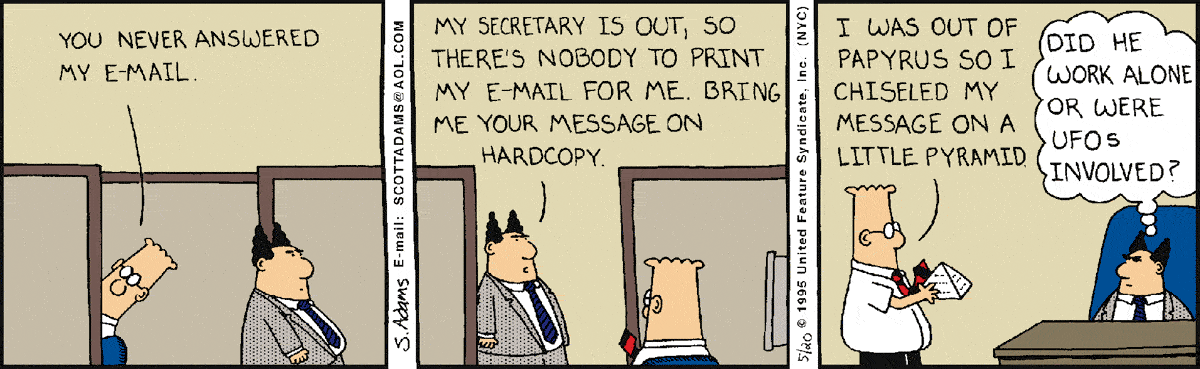 YOU NEVER ANSWERED
MY E-MAIL.
S. Adams E-mail: SCOTTADAMS@AOL.COM
MY SECRETARY IS OUT, SO
THERE'S NOBODY TO PRINT
MY E-MAIL FOR ME. BRING
ME YOUR MESSAGE ON
HARDCOPY.
5/20 © 1995 United Feature Syndicate, Inc. (NYC)
I WAS OUT OF
PAPYRUS SO I
CHISELED MY
MESSAGE ON A
LITTLE PYRAMID.
DID HE
WORK ALONE
OR WERE
UFOs
INVOLVED?